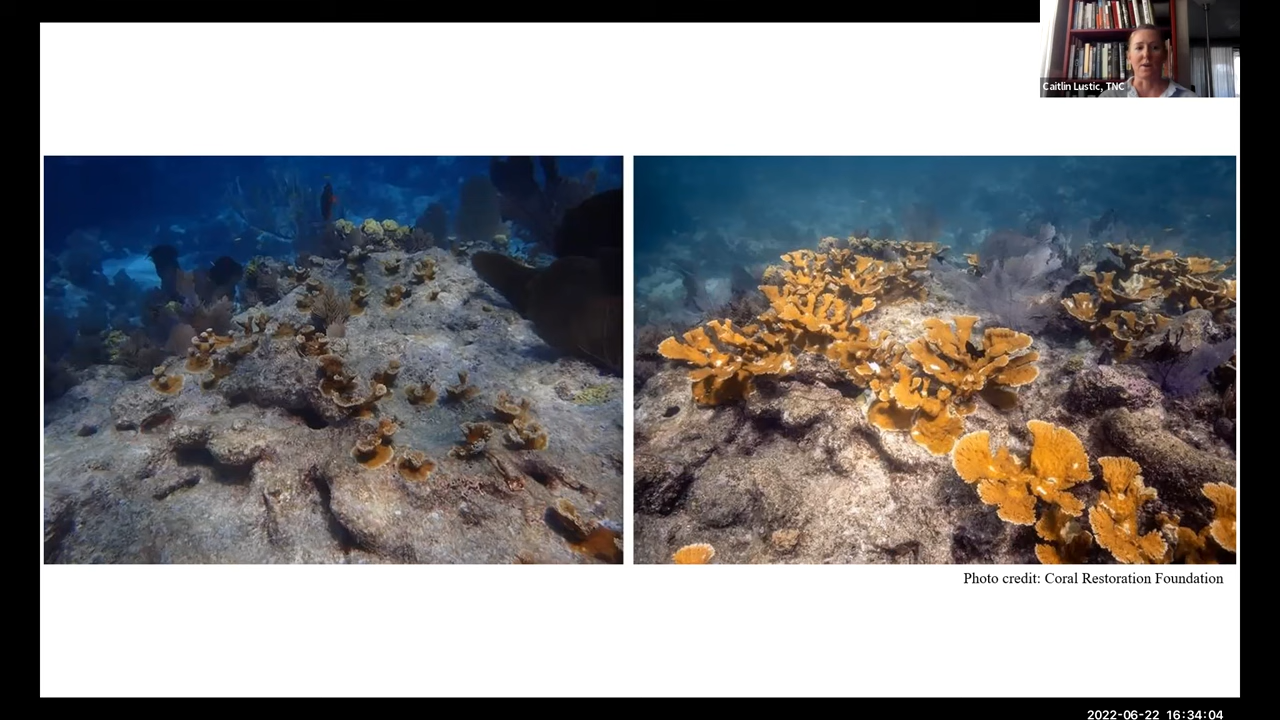 Caitlin Lustic, TNC
Photo credit: Coral Restoration Foundation
2022-06-22 16:34:04